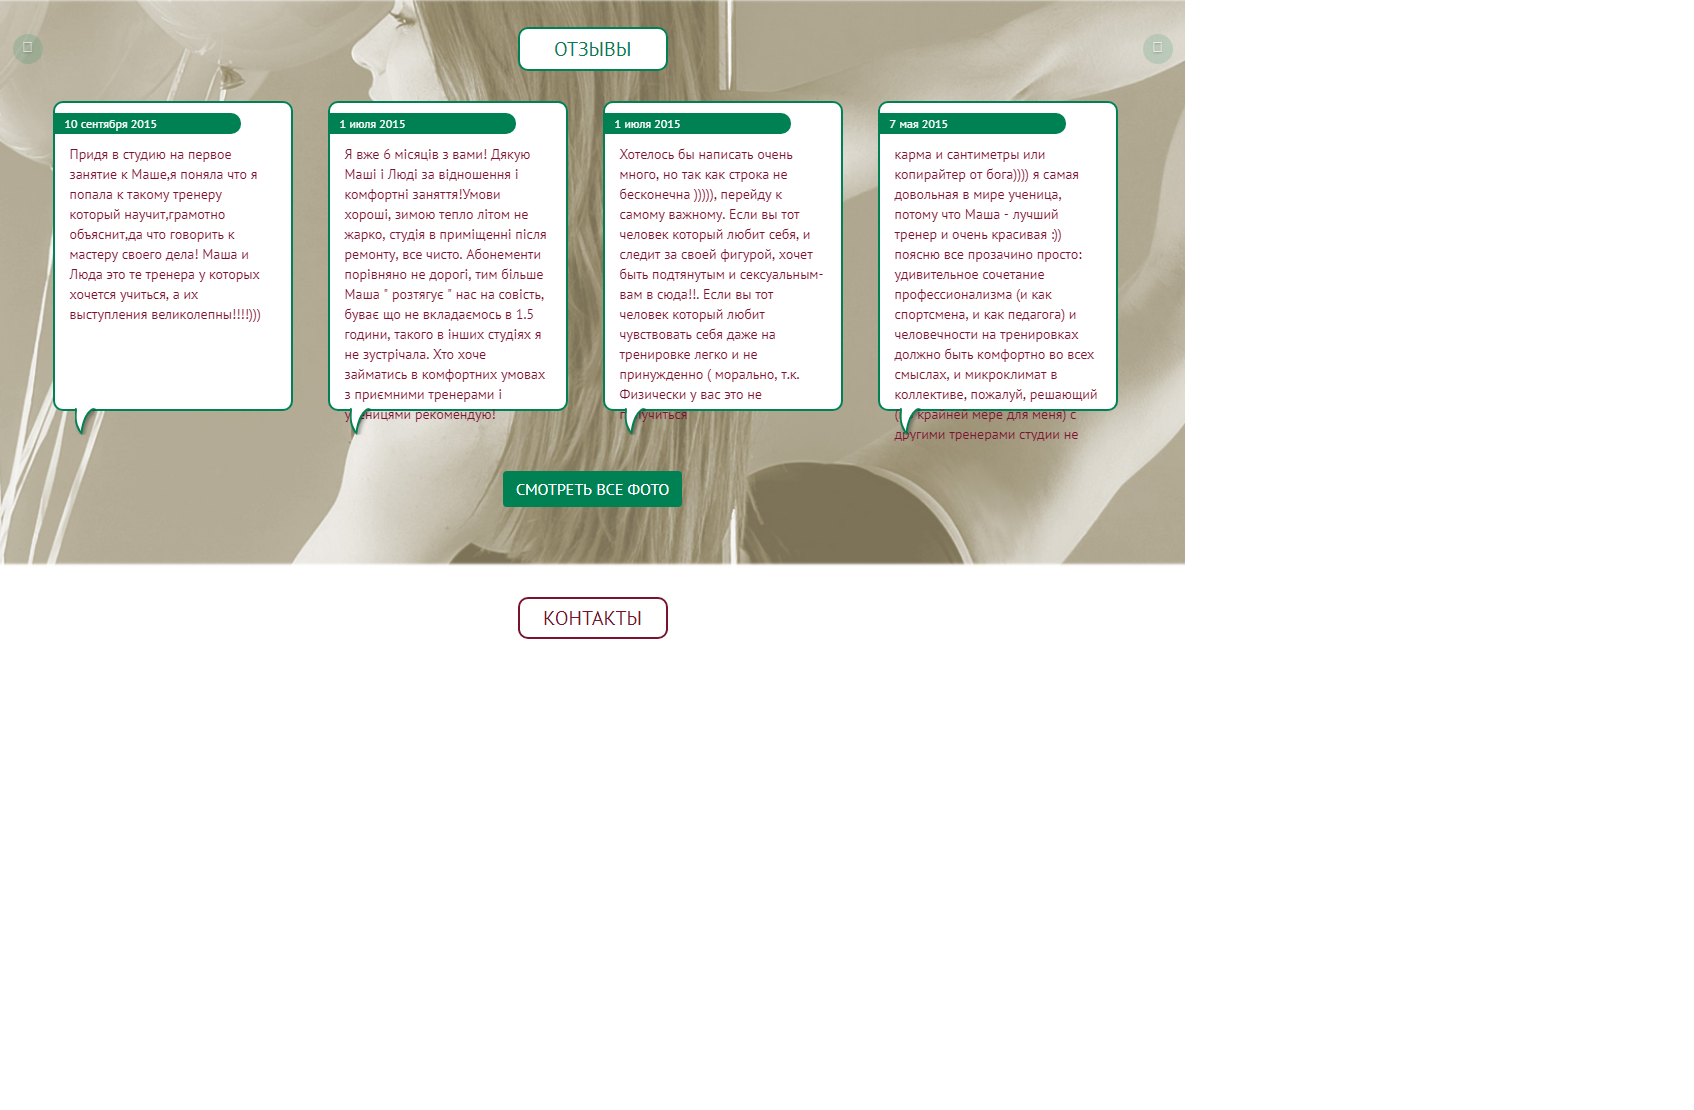 ОТЗЫВЫ
10 сентября 2015
Придя в студию на первое
занятие к Маше,я поняла что я
попала к такому тренеру
который научит,грамотно
объяснит,да что говорить к
мастеру своего дела! Маша и
Люда это те тренера у которых
хочется учиться, а их
выступления великолепны!!!!)))
1 июля 2015
Я вже 6 місяців з вами! Дякую
Маші і Люді за відношення і
комфортні заняття!Умови
хороші, зимою тепло літом не
жарко, студія в приміщенні після
ремонту, все чисто. Абонементи
порівняно не дорогі, тим більше
Маша " розтягує " нас на совість,
буває що не вкладаємось в 1.5
години, такого в інших студіях я
не зустрічала. Хто хоче
займатись в комфортних умовах
з приємними тренерами і
рекомендую!
1 июля 2015
Хотелось бы написать очень
много, но так как строка не
бесконечна ))))), перейду к
самому важному. Если вы тот
человек который любит себя, и
следит за своей фигурой, хочет
быть подтянутым и сексуальным-
вам в сюда!!. Если вы тот
человек который любит
чувствовать себя даже на
тренировке легко и не
принужденно ( морально, т.к.
Физически у вас это не
7 мая 2015
карма и сантиметры или
копирайтер от бога)))) я самая
довольная в мире ученица,
потому что Маша - лучший
тренер и очень красивая :))
поясню все прозачино просто:
удивительное сочетание
профессионализма (и как
спортсмена, и как педагога) и
человечности на тренировках
должно быть комфортно во всех
смыслах, и микроклимат в
коллективе, пожалуй, решающий
крайней мере для меня) с
другими тренерами студии не
СМОТРЕТЬ ВСЕ ФОТО
КОНТАКТЫ